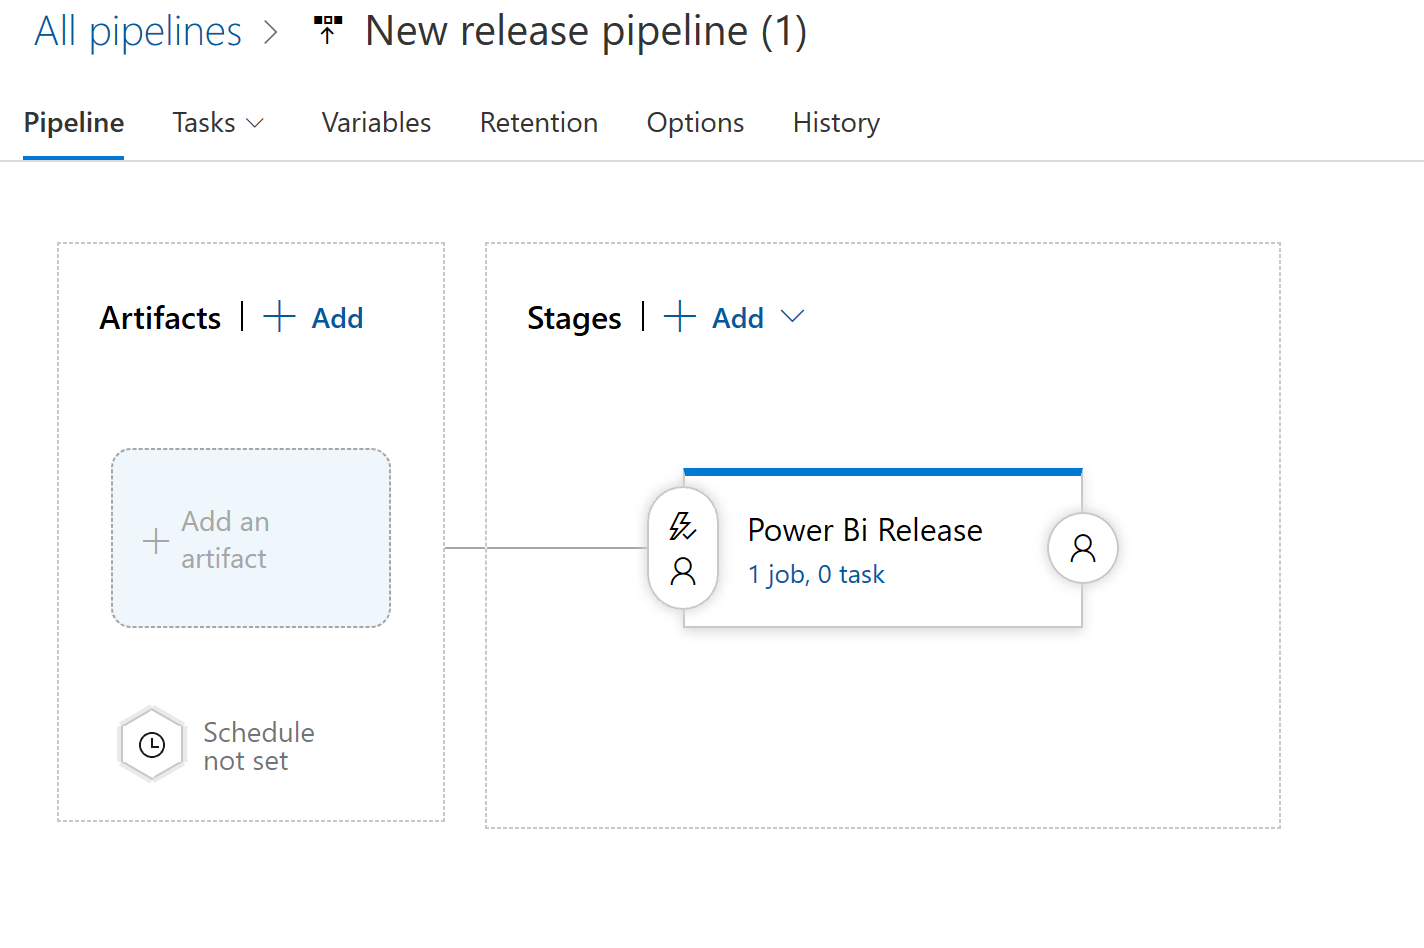 All pipelines > New release pipeline (1)
Pipeline Tasks Variables Retention Options History
Artifacts | + Add
Stages | + Add
+ Add an
artifact
Power Bi Release
1 job, 0 task
Schedule
not set